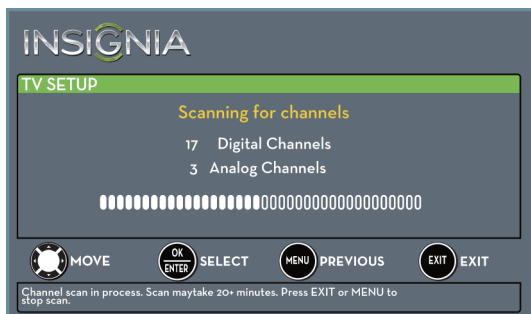 INSIGNIA
TV SETUP
Scanning for channels
17 Digital Channels
3 Analog Channels
MOVE OK ENTER SELECT MENU PREVIOUS EXIT EXIT
Channel scan in process. Scan maytake 20+ minutes. Press EXIT or MENU to
stop scan.